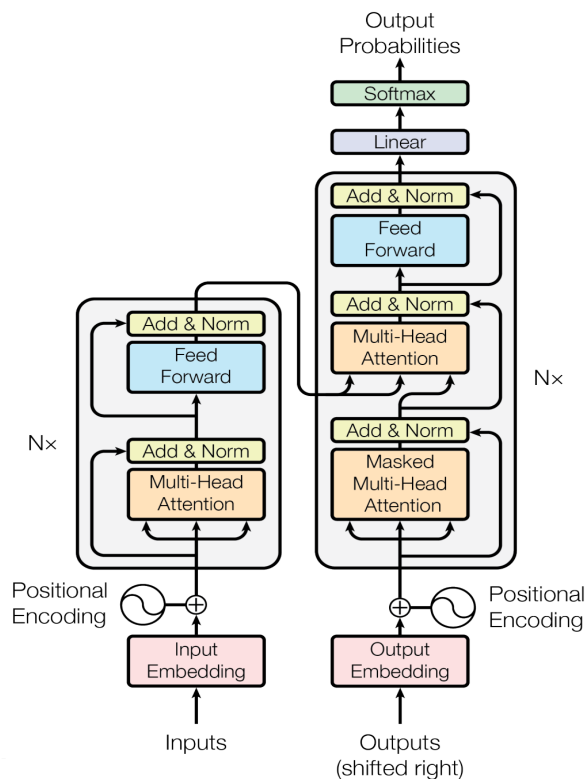 Output
Probabilities
Softmax
Linear
Add & Norm
Feed
Forward
Add & Norm
Multi-Head
Attention
Add & Norm
Masked
Multi-Head
Attention
Nx
Add & Norm
Feed
Forward
Add & Norm
Multi-Head
Attention
Nx
Positional
Encoding
Positional
Encoding
Input
Embedding
Output
Embedding
Inputs
Outputs
(shifted right)